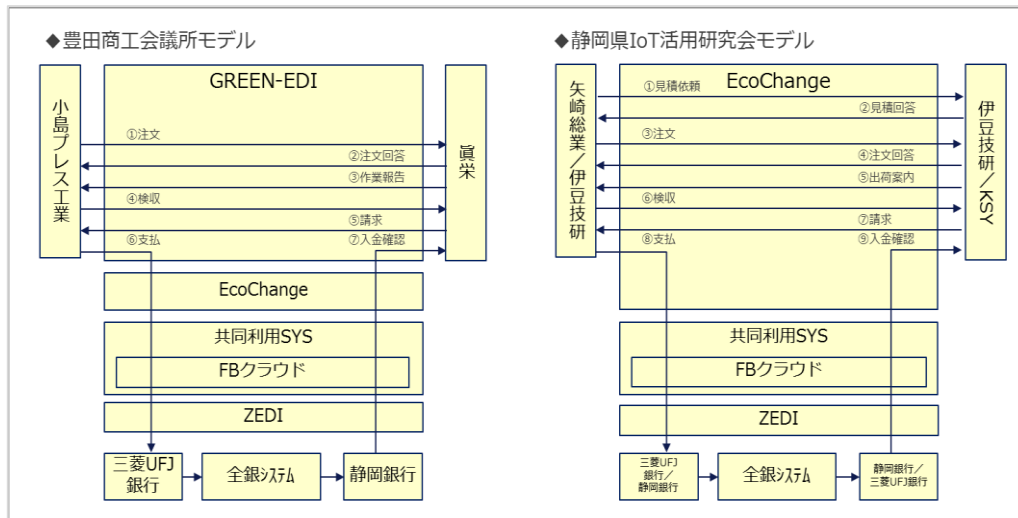 ◆豊田商工会議所モデル
小島プレス工業
GREEN-EDI
眞栄
①注文
②注文回答
③作業報告
④検収
⑤請求
⑥支払
⑦入金確認
EcoChange
共同利用SYS
FBクラウド
ZEDI
三菱UFJ
銀行
全銀ｼｽﾃﾑ
静岡銀行
◆静岡県IoT活用研究会モデル
矢崎総業／伊豆技研
EcoChange
伊豆技研／KSY
①見積依頼
②見積回答
③注文
④注文回答
⑤出荷案内
⑥検収
⑦請求
⑧支払
⑨入金確認
共同利用SYS
FBクラウド
ZEDI
三菱UFJ
銀行／
静岡銀行
全銀ｼｽﾃﾑ
静岡銀行／
三菱UFJ銀行